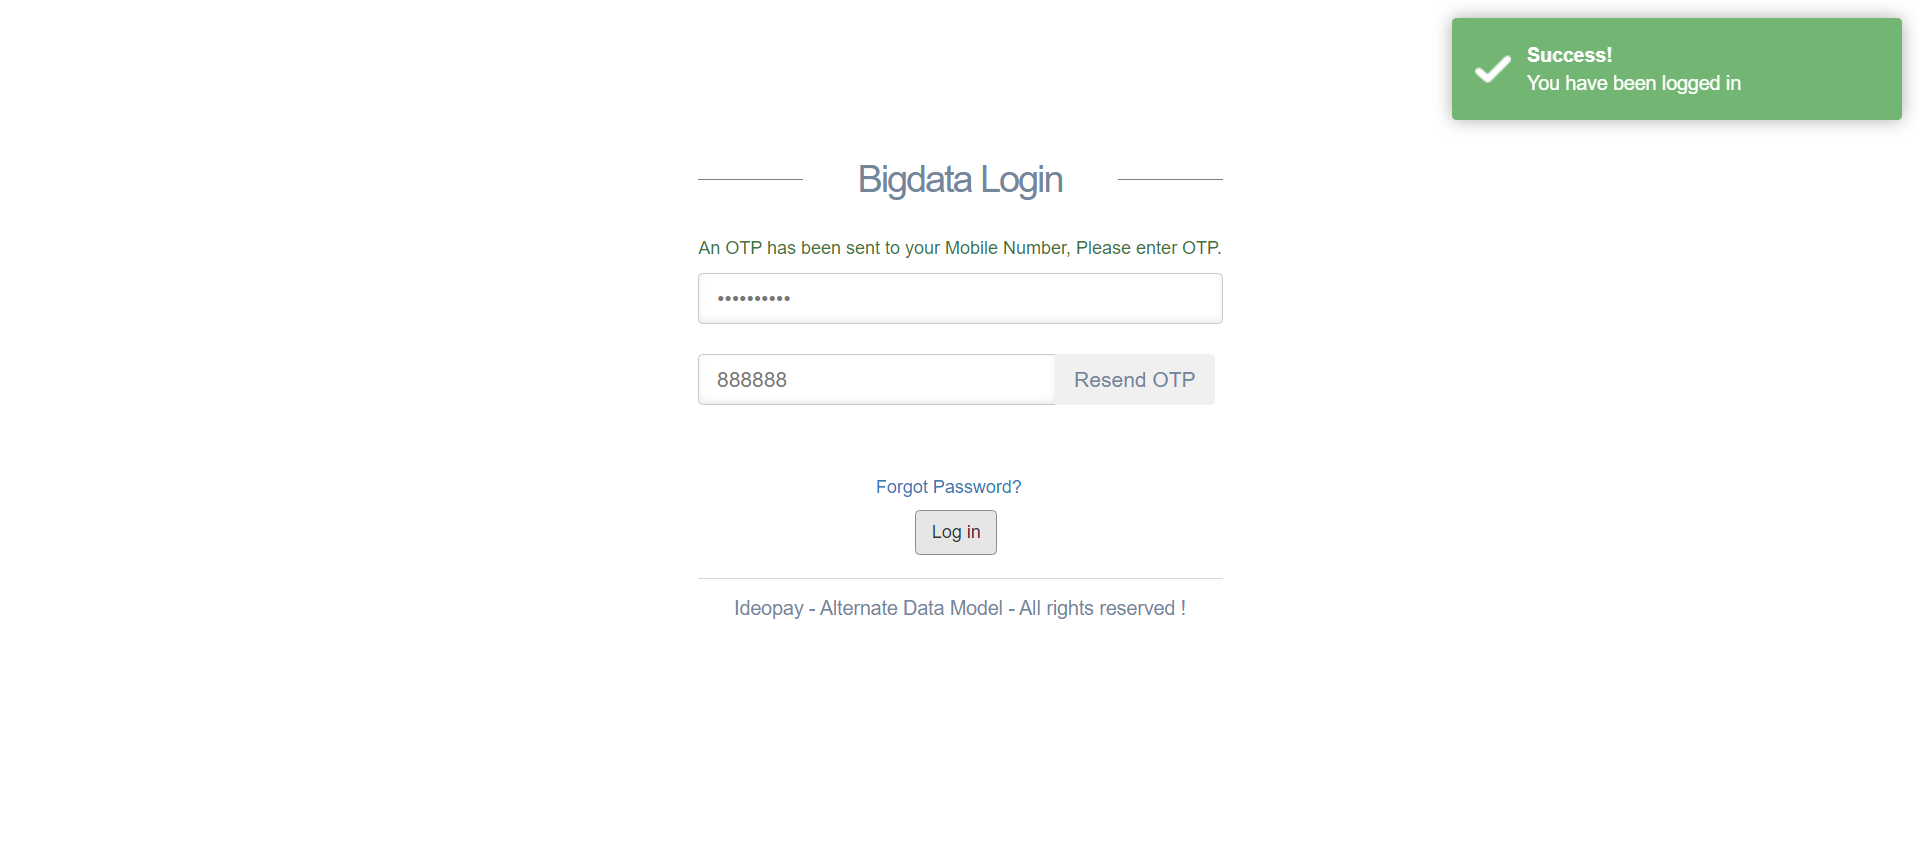 Success!
You have been logged in
Bigdata Login
An OTP has been sent to your Mobile Number, Please enter OTP.
••••••••••
888888
Resend OTP
Forgot Password?
Log in
Ideopay - Alternate Data Model - All rights reserved !